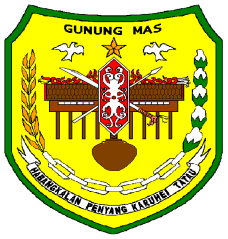 GUNUNG MAS
HABANGKALAN PENYANG KARUHEI TATAU